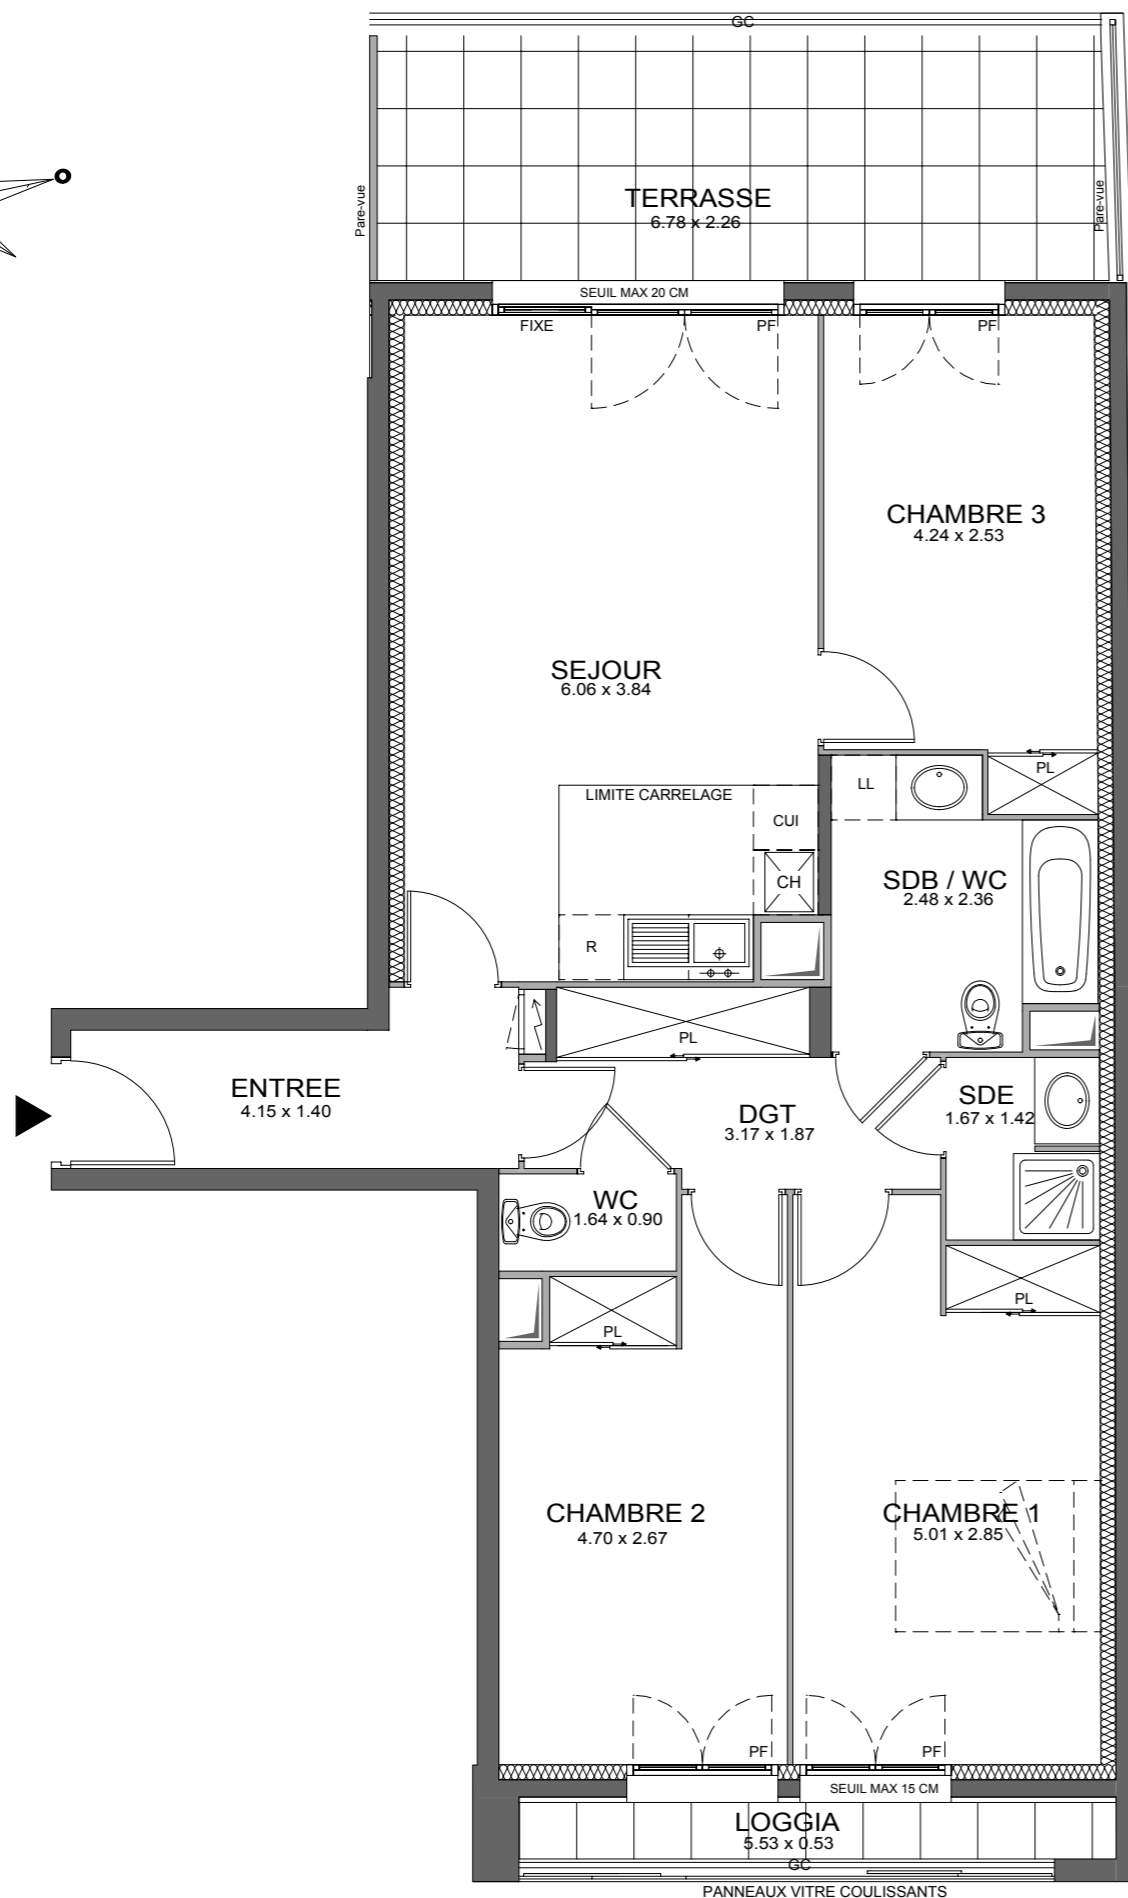 GC
TERRASSE
6.78 x 2.26
Pare-vue
Pare-vue
SEUIL MAX 20 CM
FIXE
PF
PF
CHAMBRE 3
4.24 x 2.53
SEJOUR
6.06 x 3.84
PL
LIMITE CARRELAGE
LL
CUI
CH
SDB / WC
2.48 x 2.36
R
PL
ENTREE
4.15 x 1.40
DGT
3.17 x 1.87
SDE
1.67 x 1.42
WC
1.64 x 0.90
PL
PL
CHAMBRE 2
4.70 x 2.67
CHAMBRE 1
5.01 x 2.85
PF
PF
SEUIL MAX 15 CM
LOGGIA
5.53 x 0.53
GC
PANNEAUX VITRE COULISSANTS